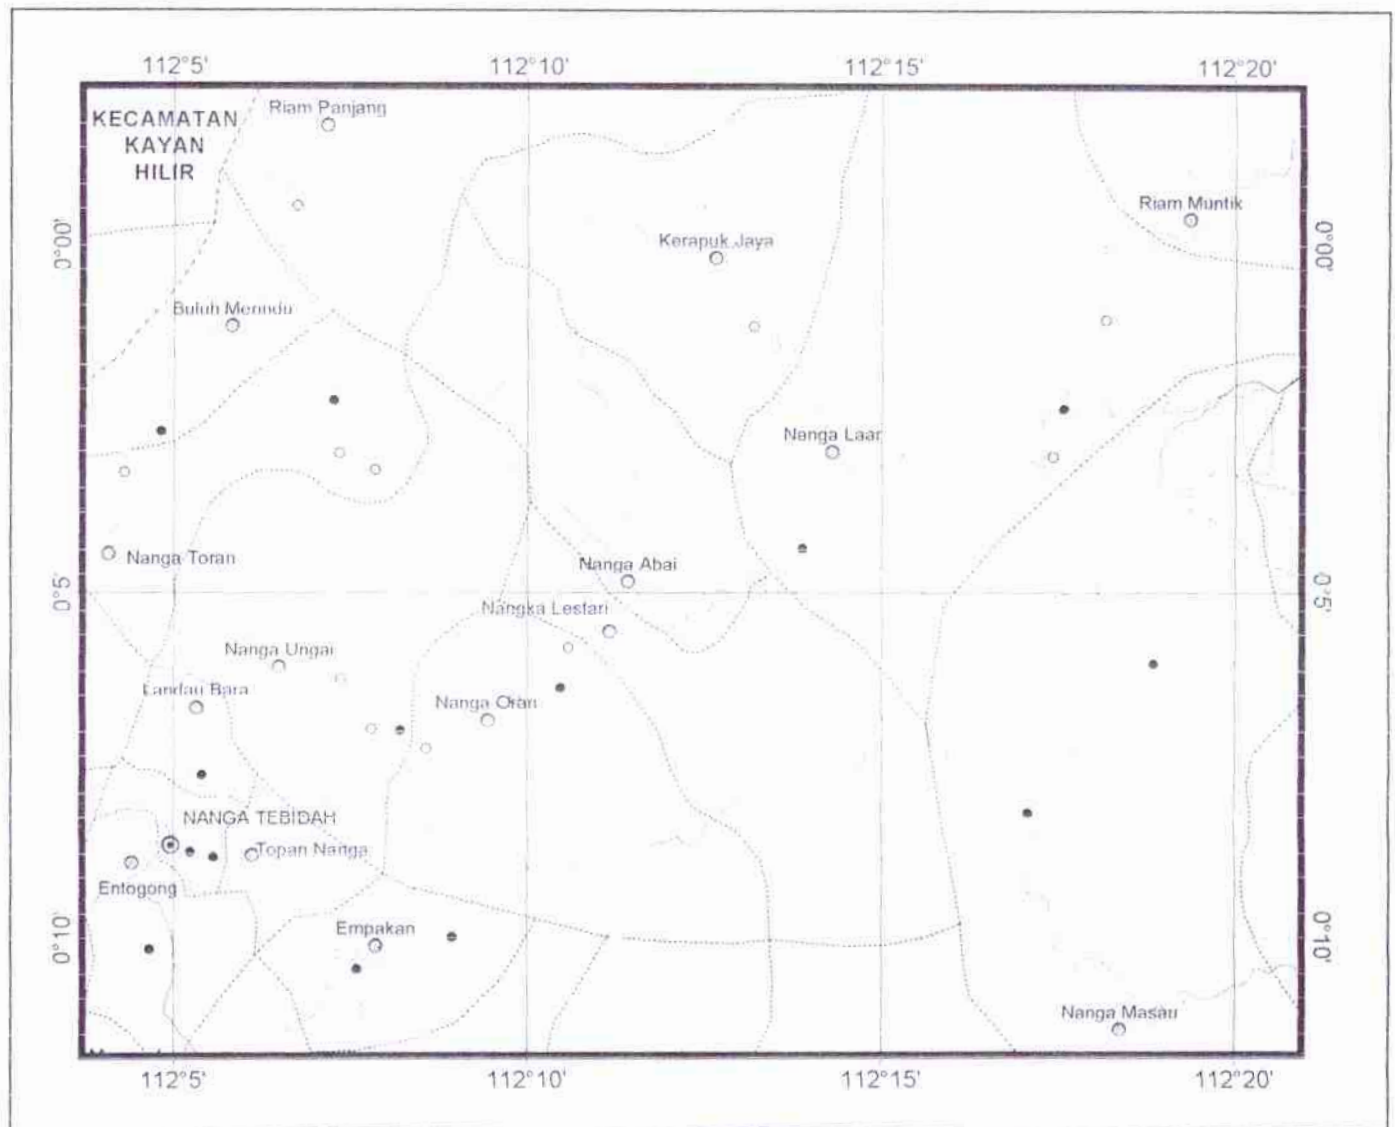 112°5' 112°10' 112°15' 112°20'
Riam Panjang
KECAMATAN
KAYAN
HILIR
Riam Muntik
0°00'
Kerapuk Jaya
0°00'
Buluh Merindu
Nanga Laar
Nanga Toran
Nanga Abai
0°5'
0°5'
Nangka Lestari
Nanga Ungai
Landau Bara
Nanga Oran
NANGA TEBIDAH
Topan Nanga
Entogong
Empakan
0°10'
0°10'
Nanga Masau
112°5' 112°10' 112°15' 112°20'